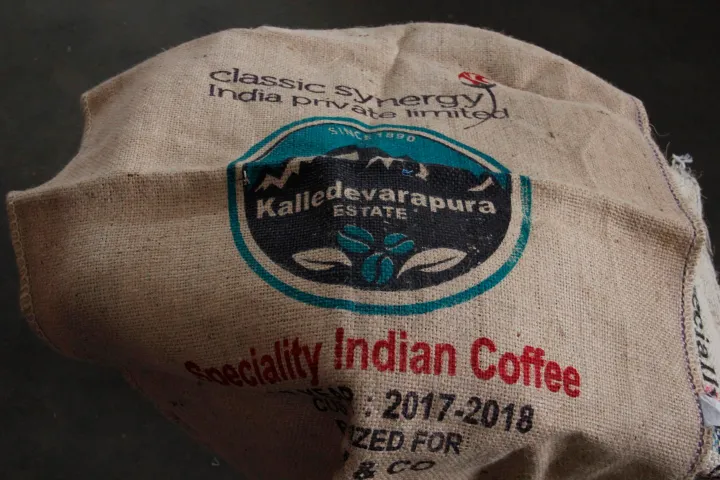 classic synergy
India private limited
SINCE 1890
Kalledevarapura
ESTATE
Speciality Indian Coffee
: 2017-2018
& CO